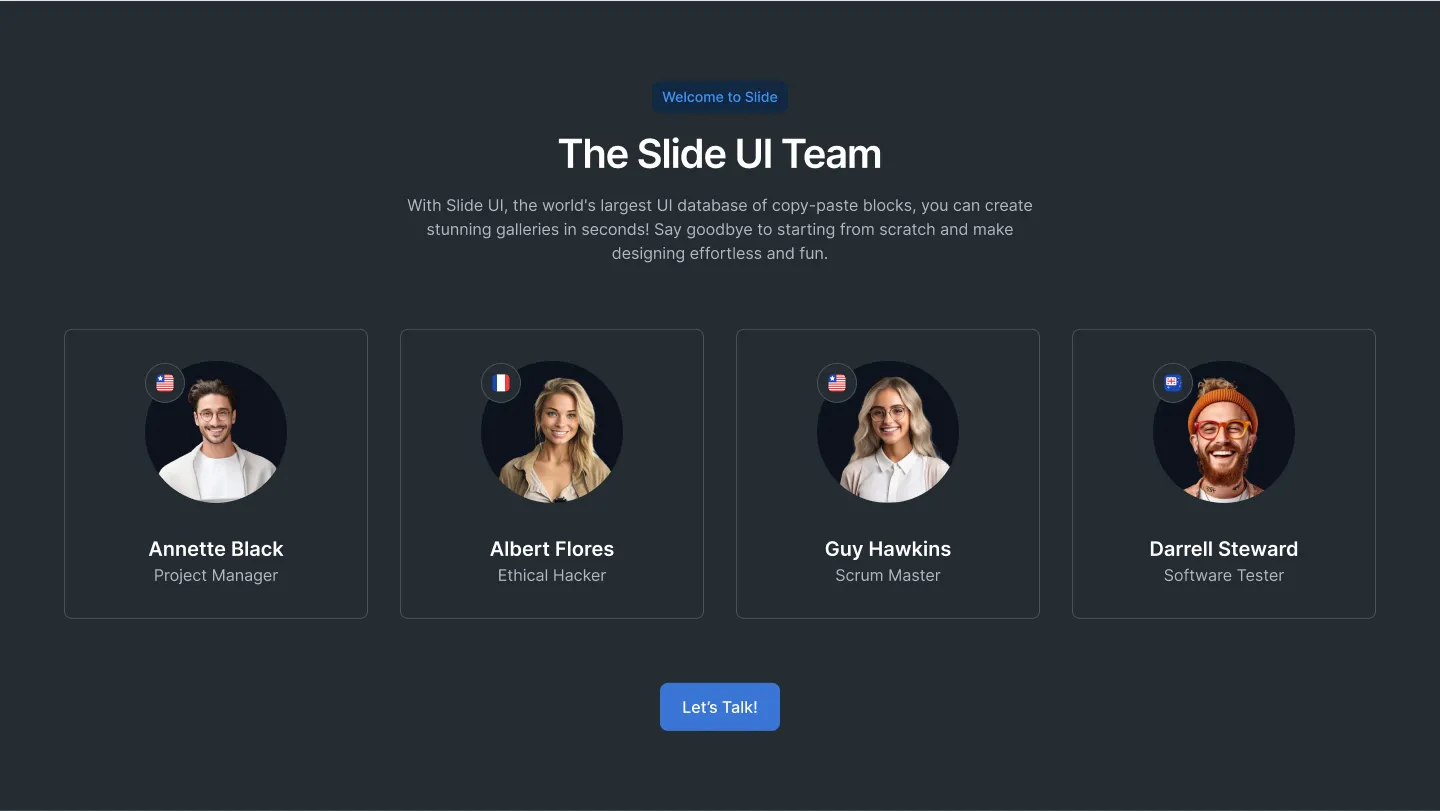 Welcome to Slide
The Slide UI Team
With Slide UI, the world's largest UI database of copy-paste blocks, you can create
stunning galleries in seconds! Say goodbye to starting from scratch and make
designing effortless and fun.
Annette Black
Project Manager
Albert Flores
Ethical Hacker
Guy Hawkins
Scrum Master
Darrell Steward
Software Tester
Let’s Talk!